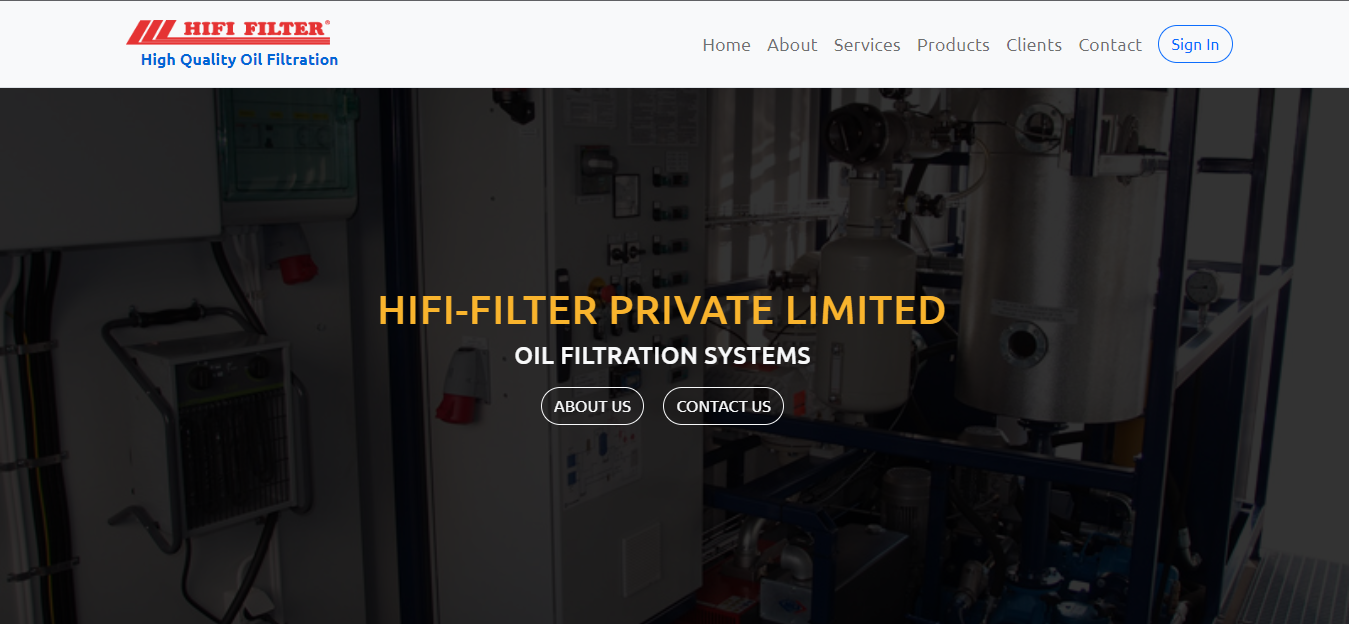 HIFI FILTER®
High Quality Oil Filtration
Home About Services Products Clients Contact Sign In
HIFI-FILTER PRIVATE LIMITED
OIL FILTRATION SYSTEMS
ABOUT US CONTACT US